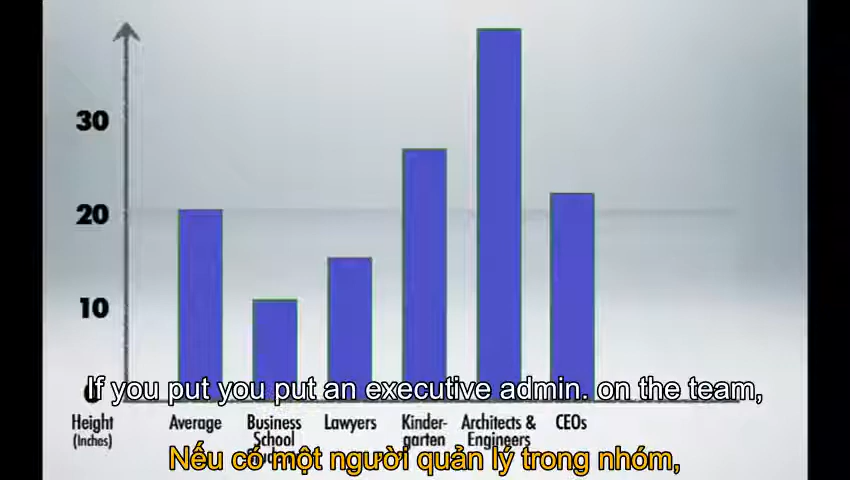 30
20
10
0
If you put you put an executive admin. on the team,
Height
(Inches)
Average
Business
School
Lawyers
Kinder-
garten
Architects &
Engineers
CEOs
Nếu có một người quản lý trong nhóm,